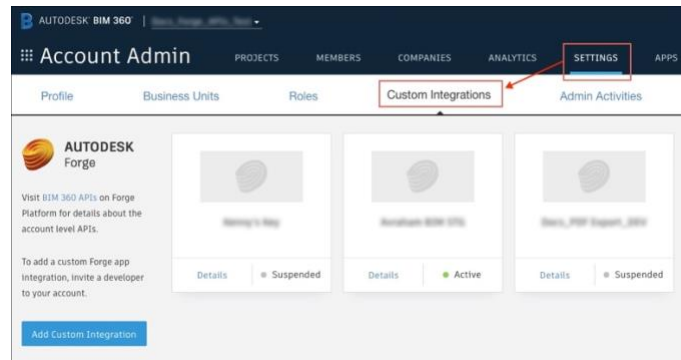 AUTODESK BIM 360
Account Admin
PROJECTS MEMBERS COMPANIES ANALYTICS SETTINGS APPS
Profile Business Units Roles Custom Integrations Admin Activities
AUTODESK
Forge
Visit BIM 360 APIs on Forge
Platform for details about the
account level APIs.
To add a custom Forge app
integration, invite a developer
to your account.
Add Custom Integration
Details Suspended
Details Active
Details Suspended